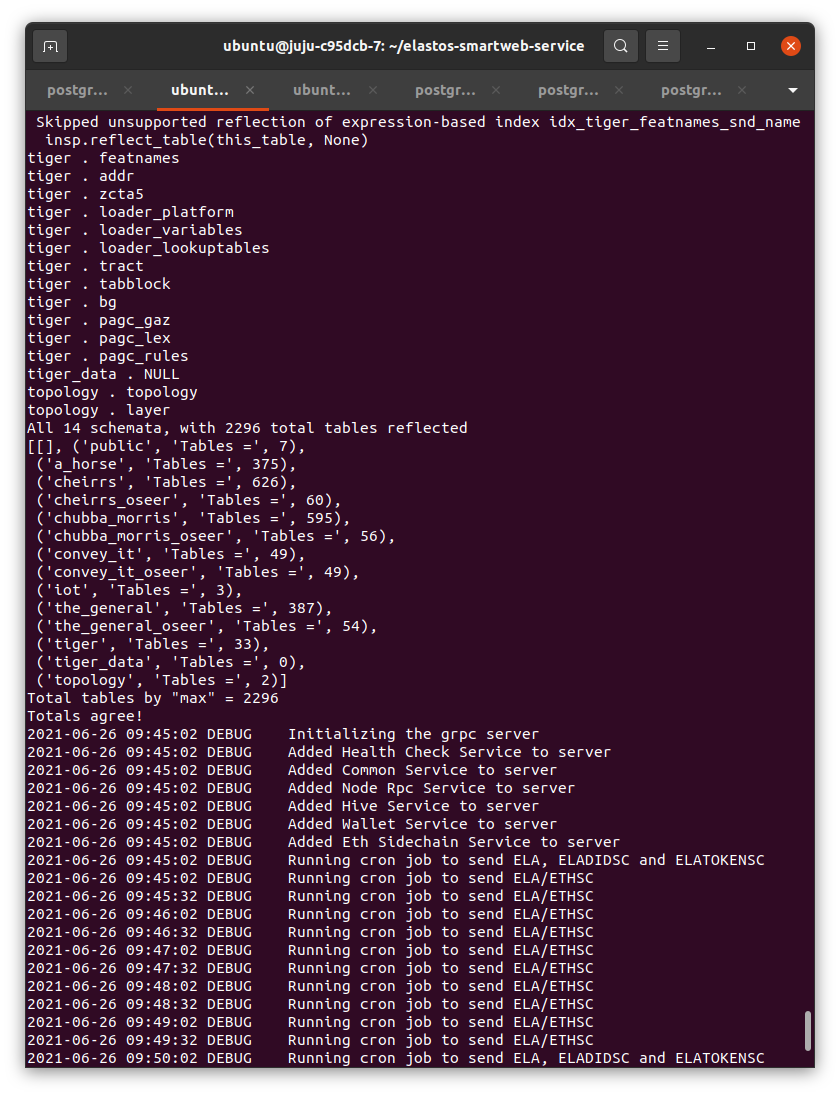 ubuntu@juju-c95dcb-7: ~/elastos-smartweb-service
postgr... × ubunt... × ubunt... × postgr... × postgr... × postgr... ×
Skipped unsupported reflection of expression-based index idx_tiger_featnames_snd_name
insp.reflect_table(this_table, None)
tiger . featnames
tiger . addr
tiger . zcta5
tiger . loader_platform
tiger . loader_variables
tiger . loader_lookuptables
tiger . tract
tiger . tabblock
tiger . bg
tiger . pagc_gaz
tiger . pagc_lex
tiger . pagc_rules
tiger_data . NULL
topology . topology
topology . layer
All 14 schemata, with 2296 total tables reflected
[[], ('public', 'Tables =', 7),
('a_horse', 'Tables =', 375),
('cheirrs', 'Tables =', 626),
('cheirrs_oseer', 'Tables =', 60),
('chubba_morris', 'Tables =', 595),
('chubba_morris_oseer', 'Tables =', 56),
('convey_it', 'Tables =', 49),
('convey_it_oseer', 'Tables =', 49),
('iot', 'Tables =', 3),
('the_general', 'Tables =', 387),
('the_general_oseer', 'Tables =', 54),
('tiger', 'Tables =', 33),
('tiger_data', 'Tables =', 0),
('topology', 'Tables =', 2)]
Total tables by "max" = 2296
Totals agree!
2021-06-26 09:45:02 DEBUG    Initializing the grpc server
2021-06-26 09:45:02 DEBUG    Added Health Check Service to server
2021-06-26 09:45:02 DEBUG    Added Common Service to server
2021-06-26 09:45:02 DEBUG    Added Node Rpc Service to server
2021-06-26 09:45:02 DEBUG    Added Hive Service to server
2021-06-26 09:45:02 DEBUG    Added Wallet Service to server
2021-06-26 09:45:02 DEBUG    Added Eth Sidechain Service to server
2021-06-26 09:45:02 DEBUG    Running cron job to send ELA, ELADIDSC and ELATOKENSC
2021-06-26 09:45:02 DEBUG    Running cron job to send ELA/ETHSC
2021-06-26 09:45:32 DEBUG    Running cron job to send ELA/ETHSC
2021-06-26 09:46:02 DEBUG    Running cron job to send ELA/ETHSC
2021-06-26 09:46:32 DEBUG    Running cron job to send ELA/ETHSC
2021-06-26 09:47:02 DEBUG    Running cron job to send ELA/ETHSC
2021-06-26 09:47:32 DEBUG    Running cron job to send ELA/ETHSC
2021-06-26 09:48:02 DEBUG    Running cron job to send ELA/ETHSC
2021-06-26 09:48:32 DEBUG    Running cron job to send ELA/ETHSC
2021-06-26 09:49:02 DEBUG    Running cron job to send ELA/ETHSC
2021-06-26 09:49:32 DEBUG    Running cron job to send ELA/ETHSC
2021-06-26 09:50:02 DEBUG    Running cron job to send ELA, ELADIDSC and ELATOKENSC